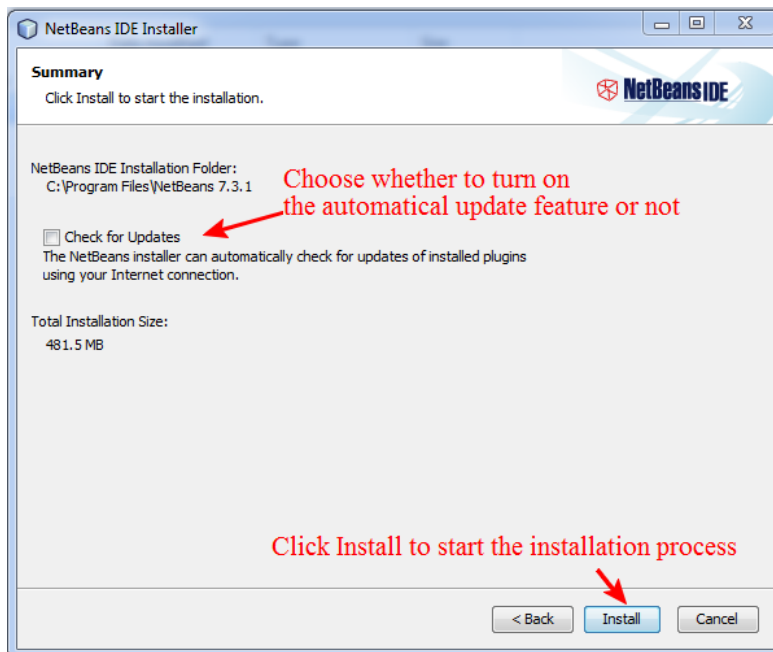 NetBeans IDE Installer
Summary
Click Install to start the installation.
NetBeans IDE
NetBeans IDE Installation Folder:
C:\Program Files\NetBeans 7.3.1
Choose whether to turn on
the automatical update feature or not
Check for Updates
The NetBeans installer can automatically check for updates of installed plugins
using your Internet connection.
Total Installation Size:
481.5 MB
Click Install to start the installation process
< Back
Install
Cancel